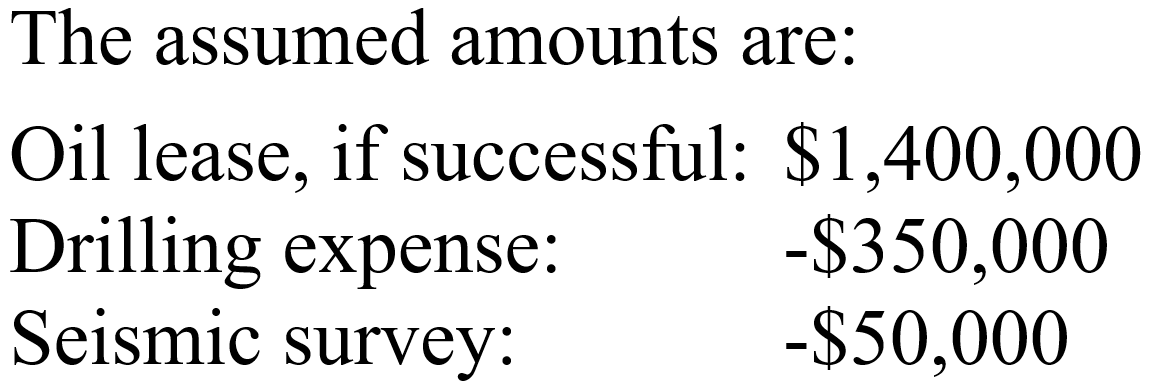 The assumed amounts are:
Oil lease, if successful: $1,400,000
Drilling expense: -$350,000
Seismic survey: -$50,000